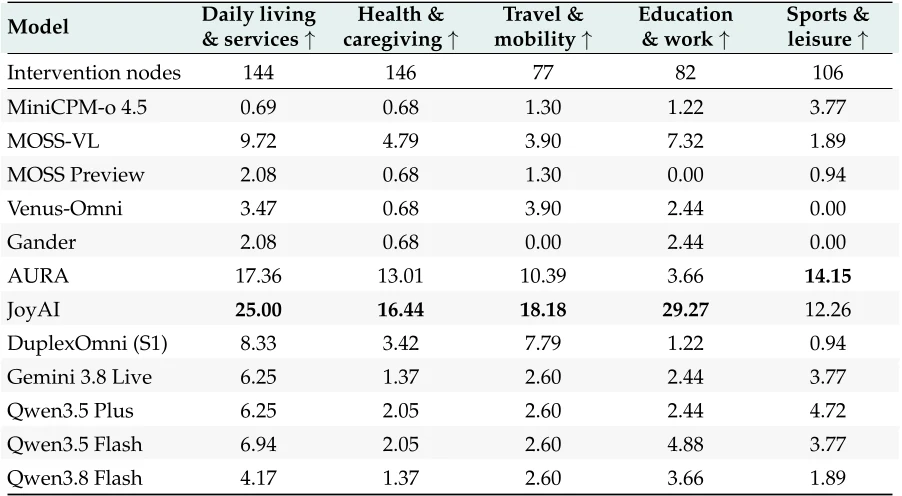 Model Daily living & services ↑ Health & caregiving ↑ Travel & mobility ↑ Education & work ↑ Sports & leisure ↑
Intervention nodes 144 146 77 82 106
MiniCPM-o 4.5 0.69 0.68 1.30 1.22 3.77
MOSS-VL 9.72 4.79 3.90 7.32 1.89
MOSS Preview 2.08 0.68 1.30 0.00 0.94
Venus-Omni 3.47 0.68 3.90 2.44 0.00
Gander 2.08 0.68 0.00 2.44 0.00
AURA 17.36 13.01 10.39 3.66 14.15
JoyAI 25.00 16.44 18.18 29.27 12.26
DuplexOmni (S1) 8.33 3.42 7.79 1.22 0.94
Gemini 3.8 Live 6.25 1.37 2.60 2.44 3.77
Qwen3.5 Plus 6.25 2.05 2.60 2.44 4.72
Qwen3.5 Flash 6.94 2.05 2.60 4.88 3.77
Qwen3.8 Flash 4.17 1.37 2.60 3.66 1.89